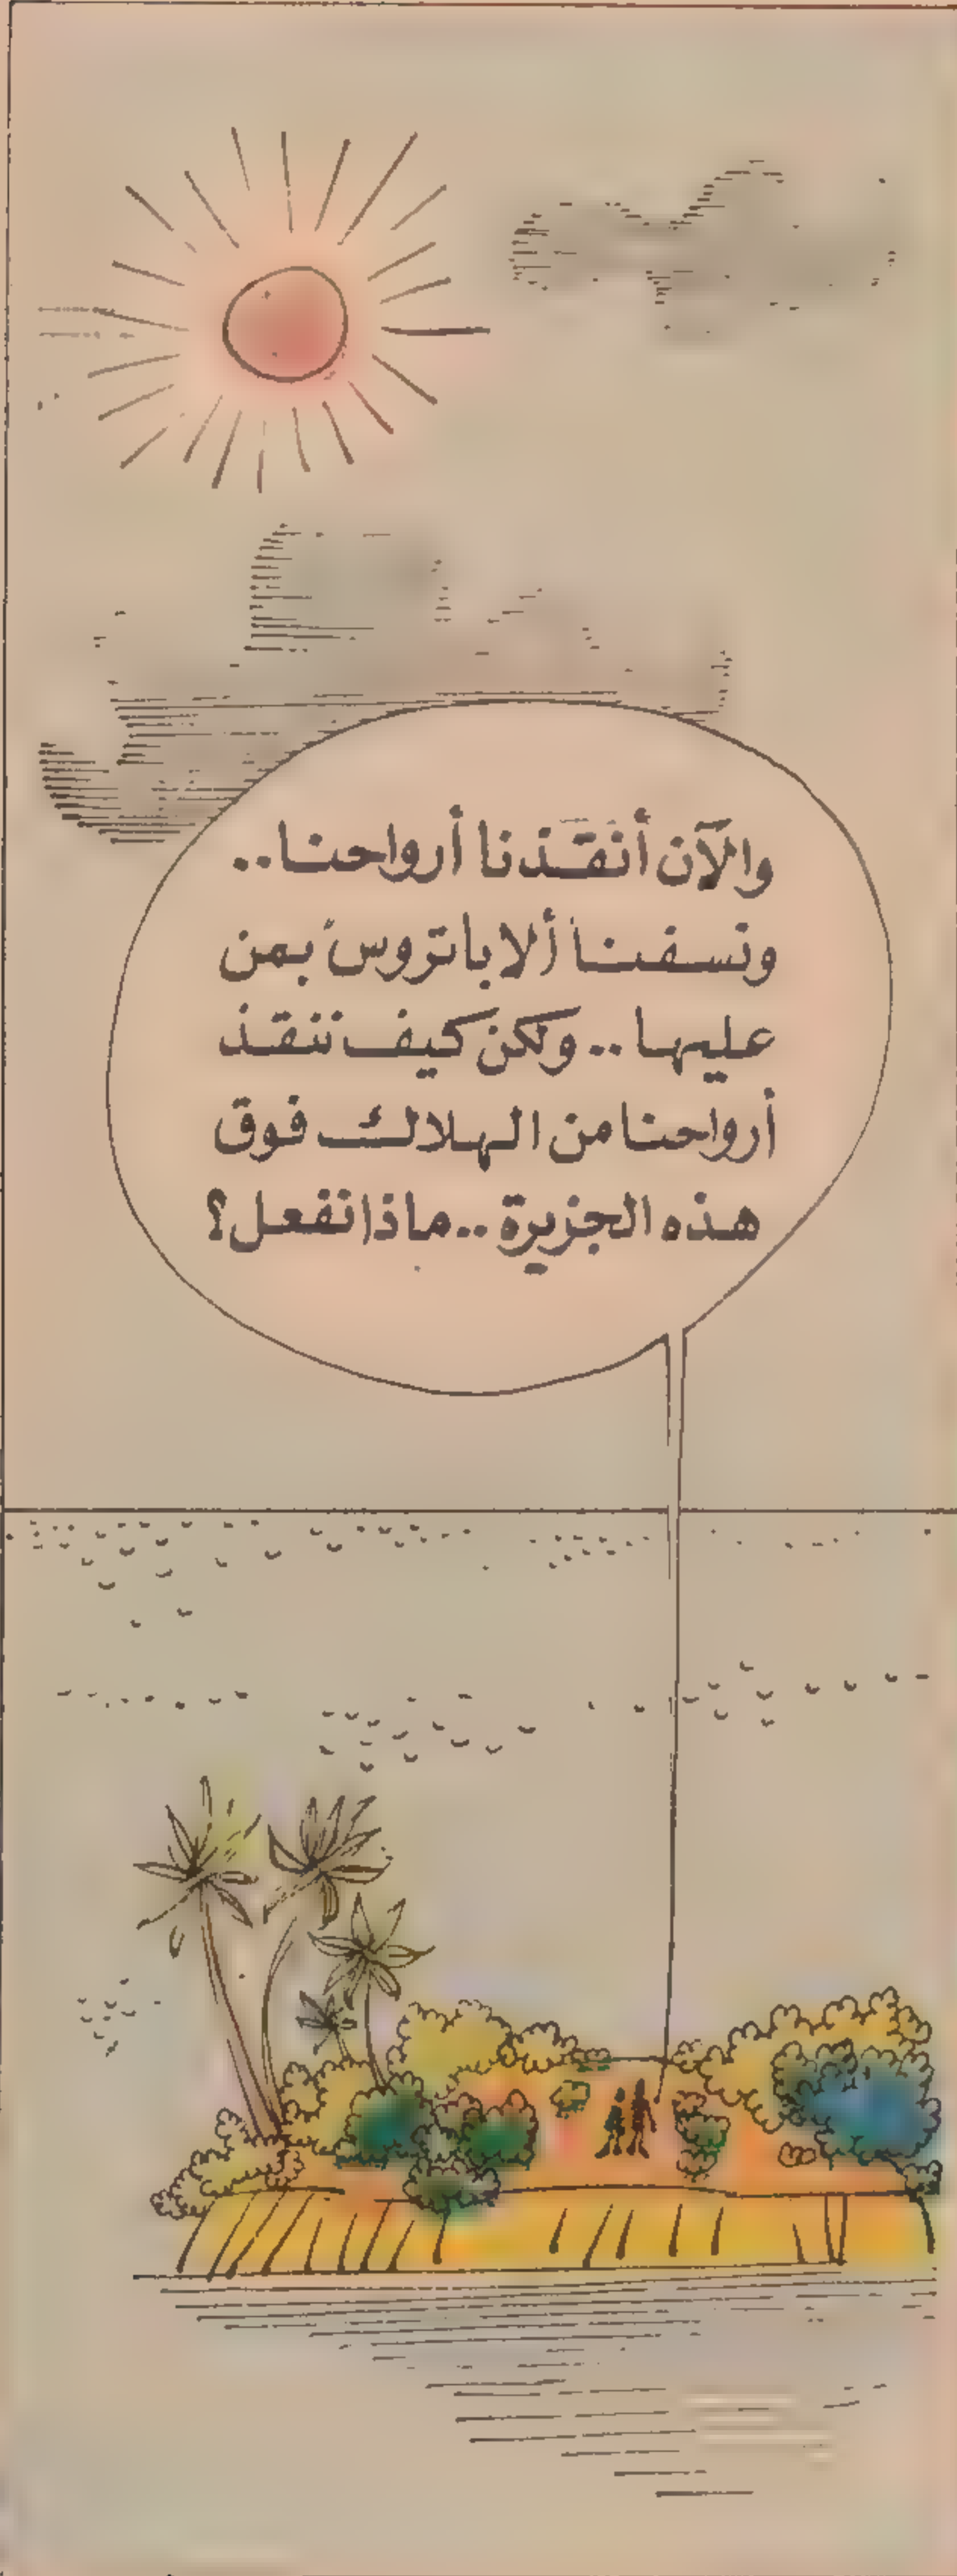 والآن أنقذنا أرواحنا..
ونسفنا ألاباتروس بمن
عليها.. ولكن كيف ننقذ
أرواحنا من الهلاك فوق
هذه الجزيرة.. ماذا نفعل؟